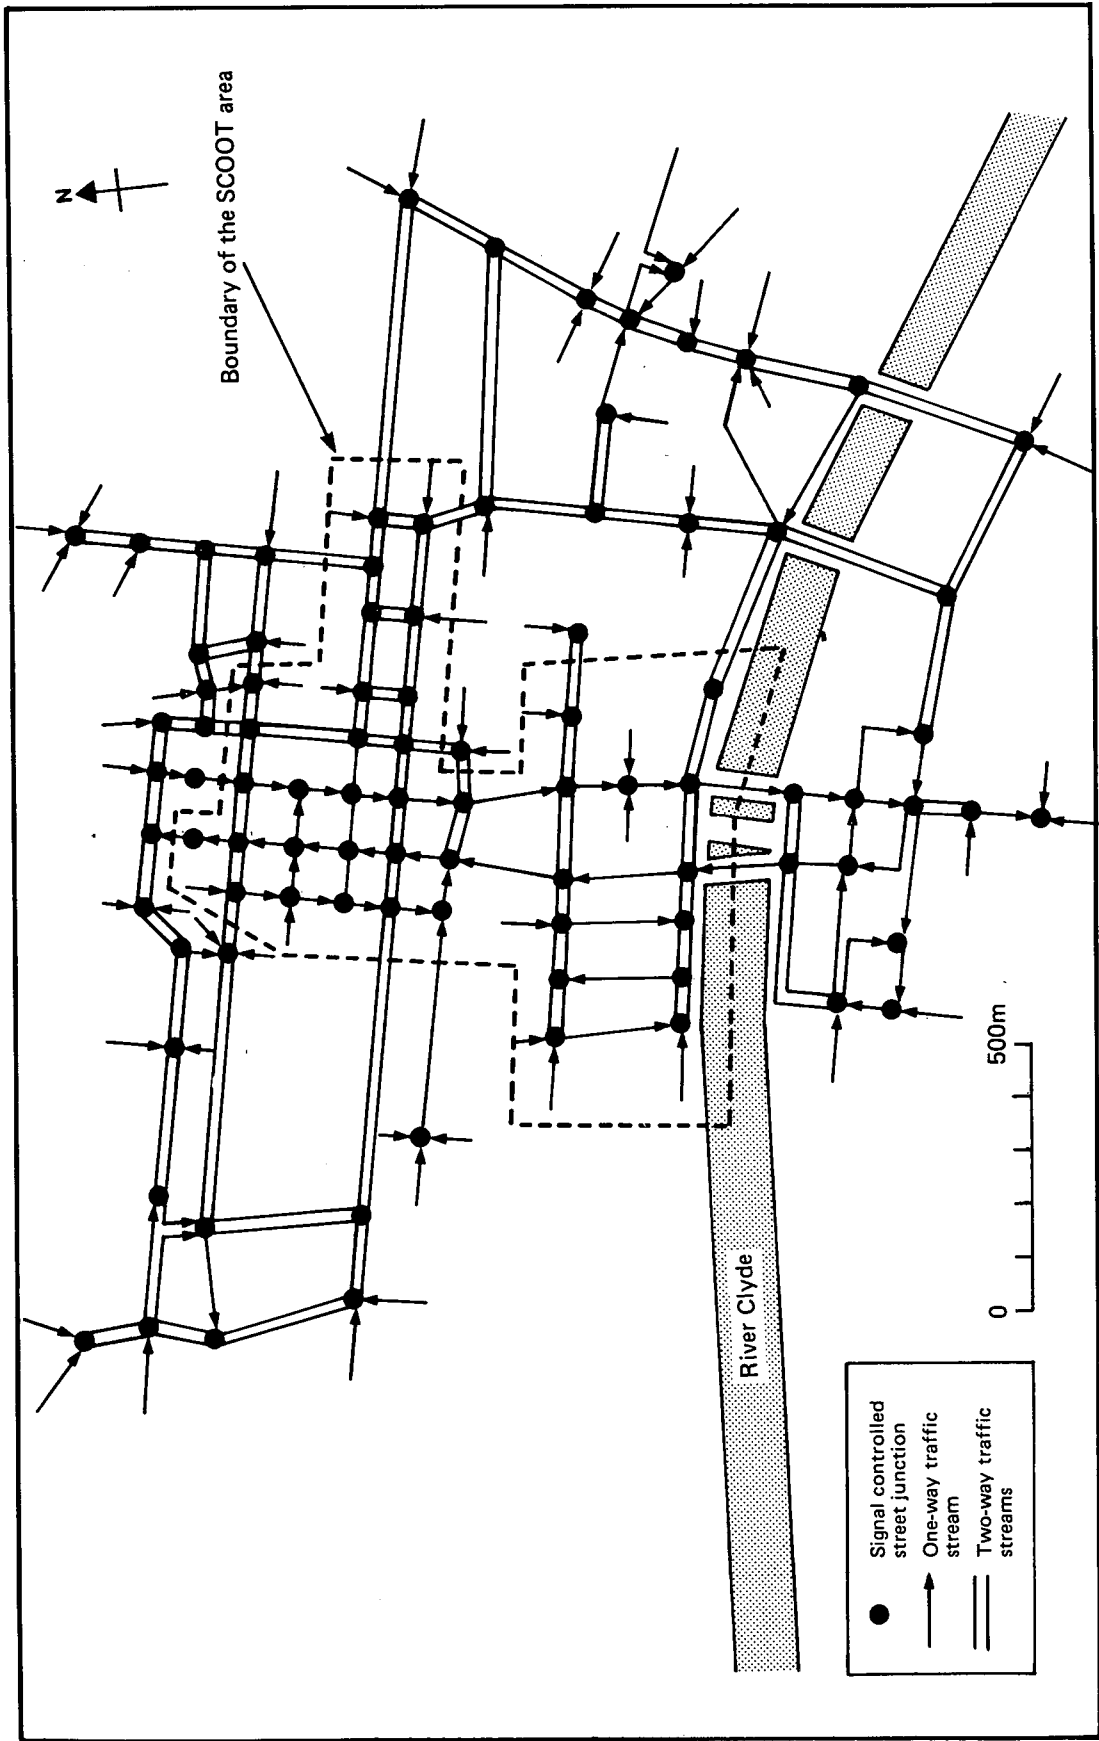 N
Boundary of the SCOOT area
River Clyde
0
500m
Signal controlled
street junction
One-way traffic
stream
Two-way traffic
streams